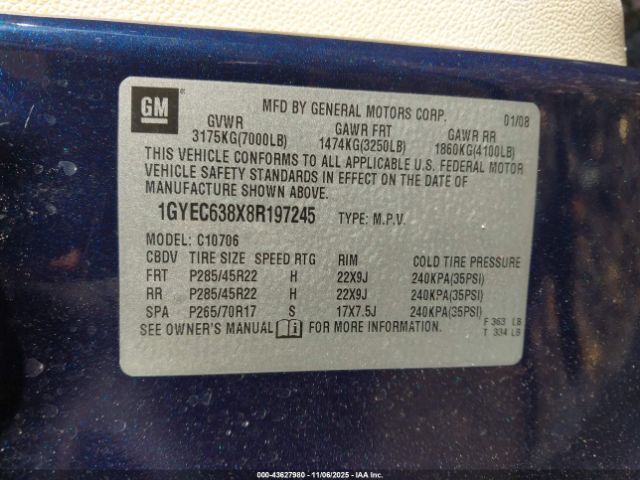 GM
MFD BY GENERAL MOTORS CORP. 01/08
GVWR GAWR FRT GAWR RR
3175KG(7000LB) 1474KG(3250LB) 1860KG(4100LB)
THIS VEHICLE CONFORMS TO ALL APPLICABLE U.S. FEDERAL MOTOR
VEHICLE SAFETY STANDARDS IN EFFECT ON THE DATE OF
MANUFACTURE SHOWN ABOVE.
1GYEC638X8R197245 TYPE: M.P.V.
MODEL: C10706
CBDV TIRE SIZE SPEED RTG RIM COLD TIRE PRESSURE
FRT P285/45R22 H 22X9J 240KPA(35PSI)
RR P285/45R22 H 22X9J 240KPA(35PSI)
SPA P265/70R17 S 17X7.5J 240KPA(35PSI)
SEE OWNER'S MANUAL FOR MORE INFORMATION.
F 363 LB
T 334 LB
000-43627980 - 11/06/2025 - IAAI.COM